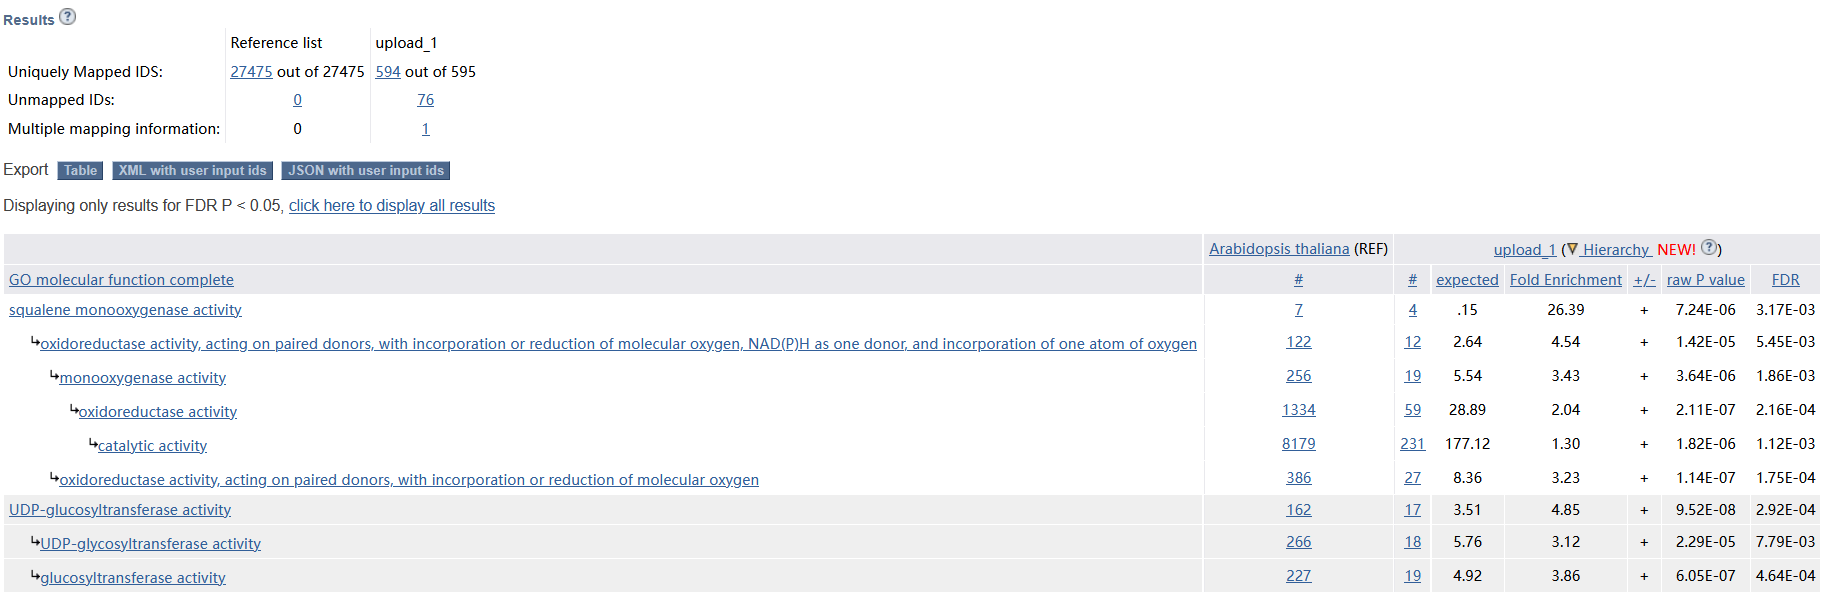 Results ?
Reference list upload_1
Uniquely Mapped IDS: 27475 out of 27475 594 out of 595
Unmapped IDs: 0 76
Multiple mapping information: 0 1
Export Table XML with user input ids JSON with user input ids
Displaying only results for FDR P < 0.05, click here to display all results
Arabidopsis thaliana (REF) upload_1 (▼ Hierarchy NEW! ?)
GO molecular function complete # # expected Fold Enrichment +/- raw P value FDR
squalene monooxygenase activity 7 4 .15 26.39 + 7.24E-06 3.17E-03
↳oxidoreductase activity, acting on paired donors, with incorporation or reduction of molecular oxygen, NAD(P)H as one donor, and incorporation of one atom of oxygen 122 12 2.64 4.54 + 1.42E-05 5.45E-03
↳monooxygenase activity 256 19 5.54 3.43 + 3.64E-06 1.86E-03
↳oxidoreductase activity 1334 59 28.89 2.04 + 2.11E-07 2.16E-04
↳catalytic activity 8179 231 177.12 1.30 + 1.82E-06 1.12E-03
↳oxidoreductase activity, acting on paired donors, with incorporation or reduction of molecular oxygen 386 27 8.36 3.23 + 1.14E-07 1.75E-04
UDP-glucosyltransferase activity 162 17 3.51 4.85 + 9.52E-08 2.92E-04
↳UDP-glycosyltransferase activity 266 18 5.76 3.12 + 2.29E-05 7.79E-03
↳glucosyltransferase activity 227 19 4.92 3.86 + 6.05E-07 4.64E-04